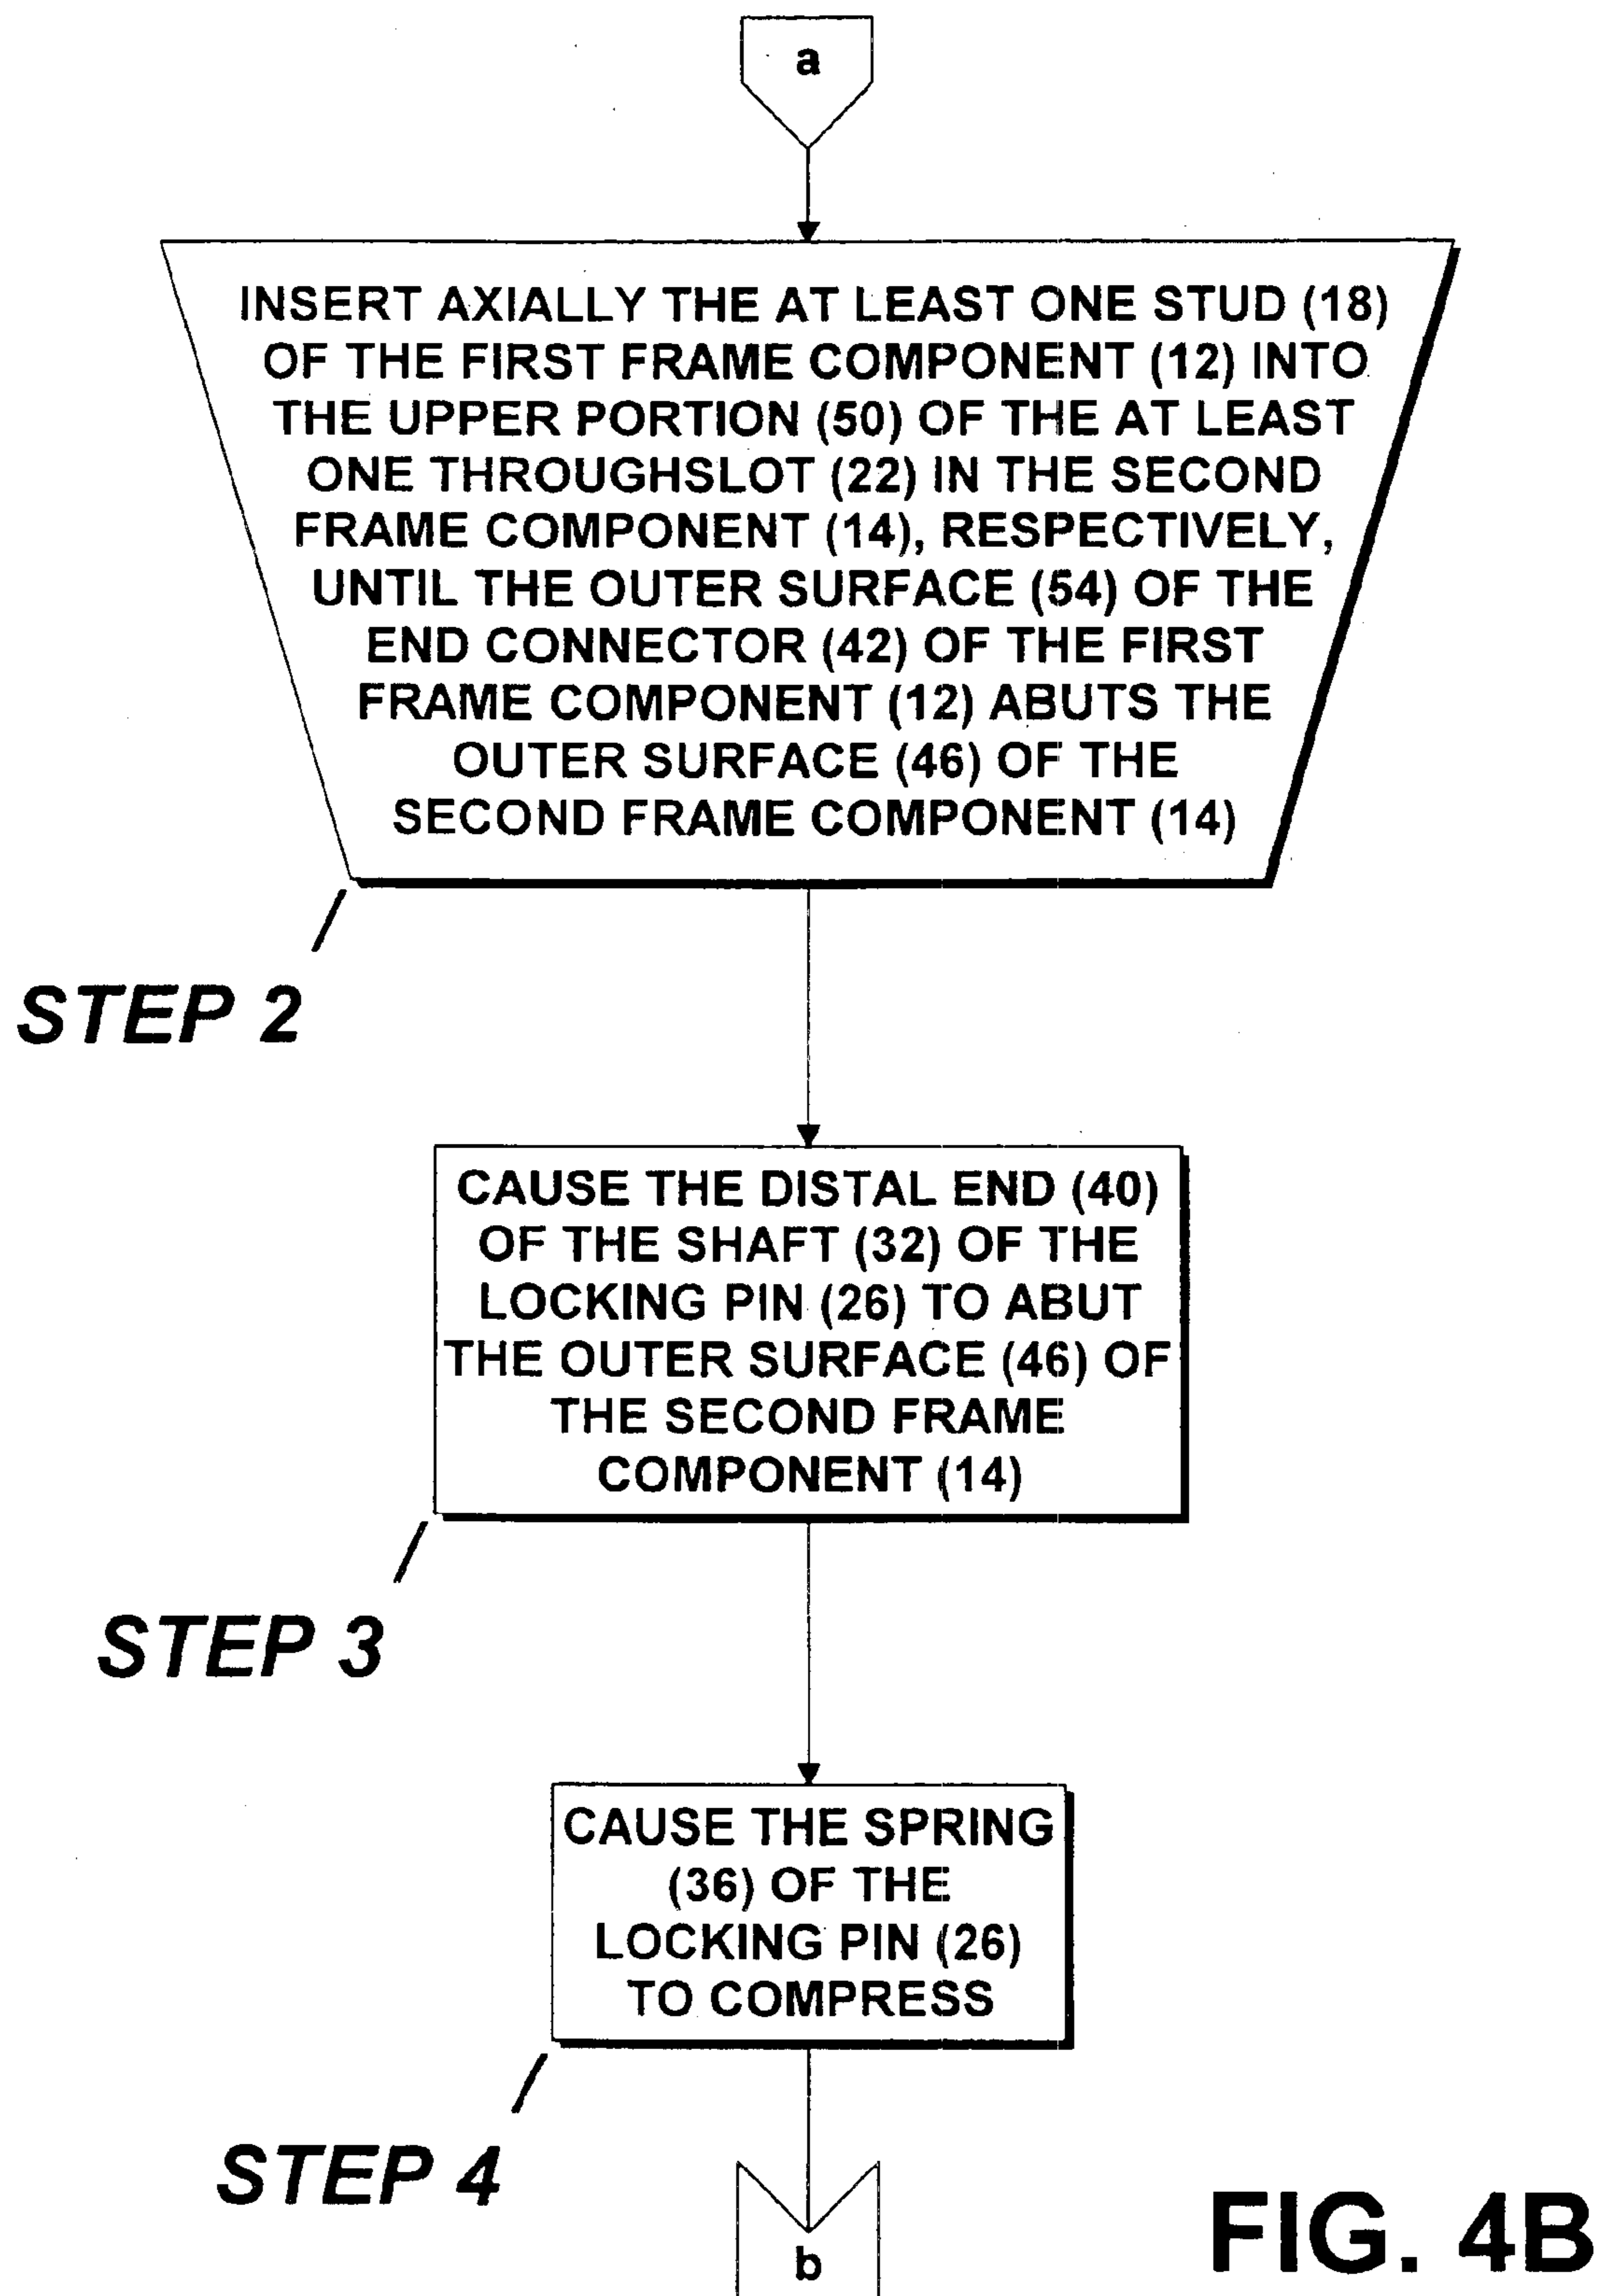 a
INSERT AXIALLY THE AT LEAST ONE STUD (18)
OF THE FIRST FRAME COMPONENT (12) INTO
THE UPPER PORTION (50) OF THE AT LEAST
ONE THROUGHSLOT (22) IN THE SECOND
FRAME COMPONENT (14), RESPECTIVELY,
UNTIL THE OUTER SURFACE (54) OF THE
END CONNECTOR (42) OF THE FIRST
FRAME COMPONENT (12) ABUTS THE
OUTER SURFACE (46) OF THE
SECOND FRAME COMPONENT (14)
STEP 2
CAUSE THE DISTAL END (40)
OF THE SHAFT (32) OF THE
LOCKING PIN (26) TO ABUT
THE OUTER SURFACE (46) OF
THE SECOND FRAME
COMPONENT (14)
STEP 3
CAUSE THE SPRING
(36) OF THE
LOCKING PIN (26)
TO COMPRESS
STEP 4
b
FIG. 4B